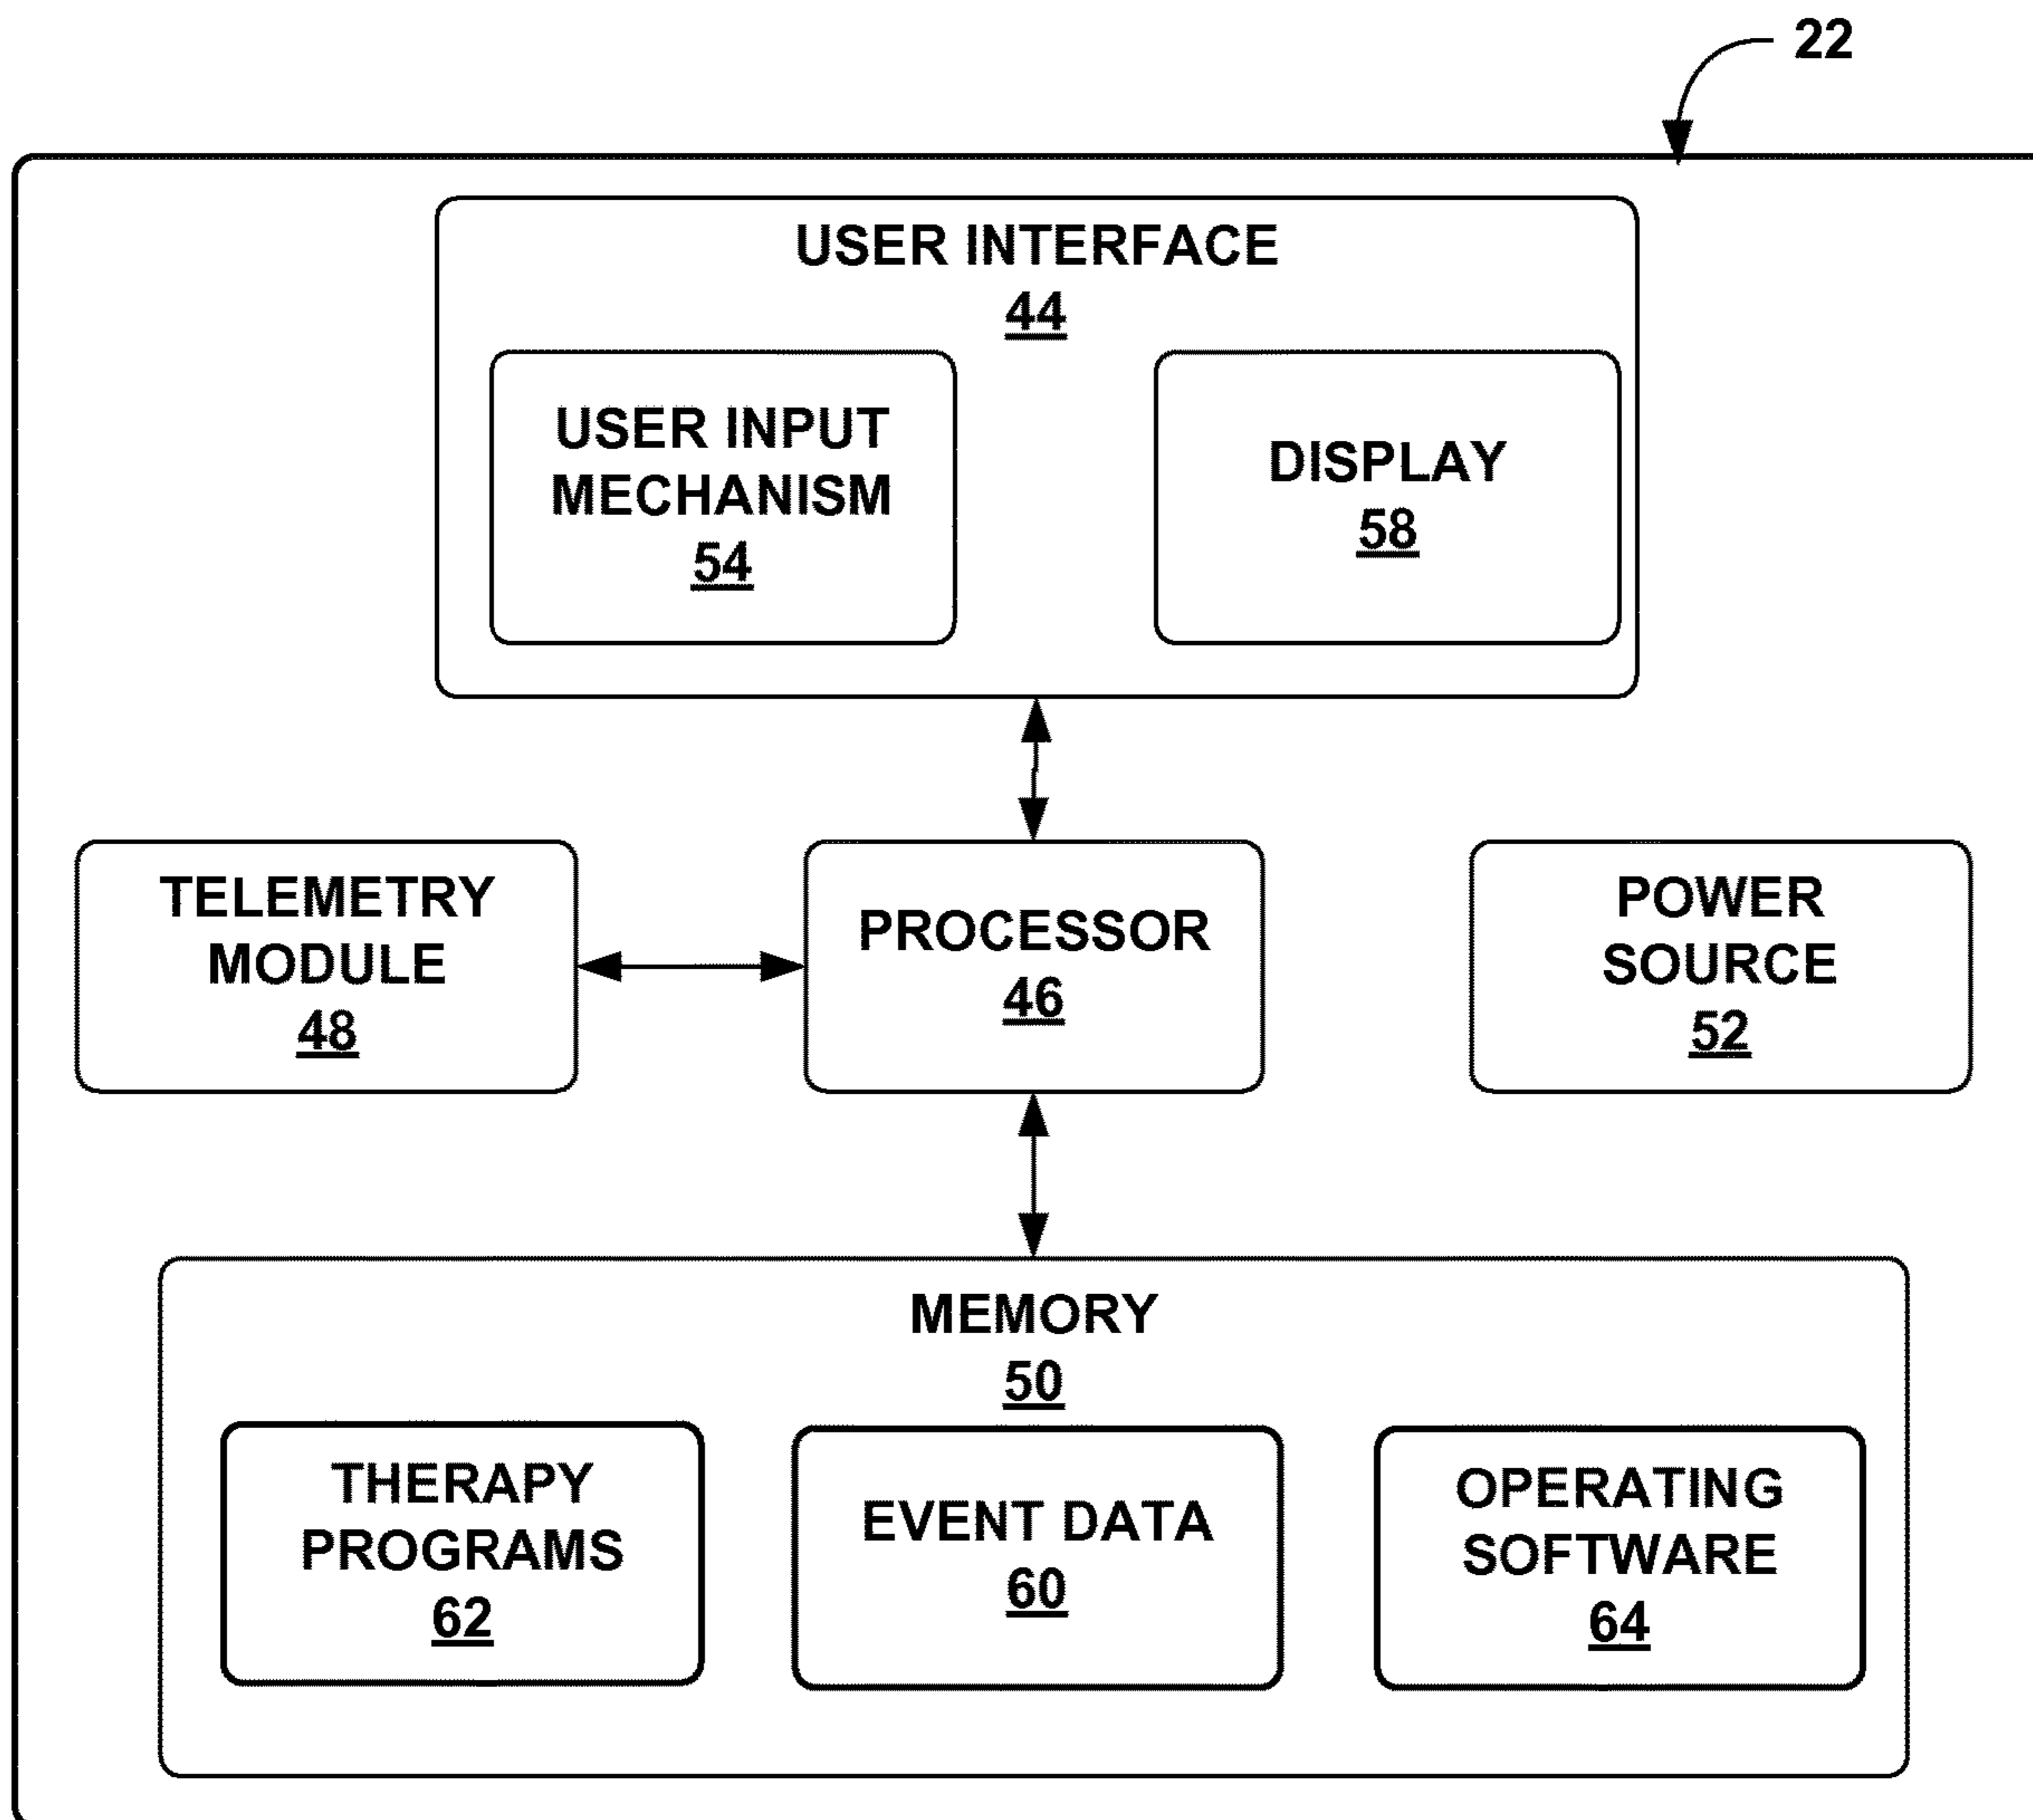 22
USER INTERFACE
44
USER INPUT
MECHANISM
54
DISPLAY
58
TELEMETRY
MODULE
48
PROCESSOR
46
POWER
SOURCE
52
MEMORY
50
THERAPY
PROGRAMS
62
EVENT DATA
60
OPERATING
SOFTWARE
64